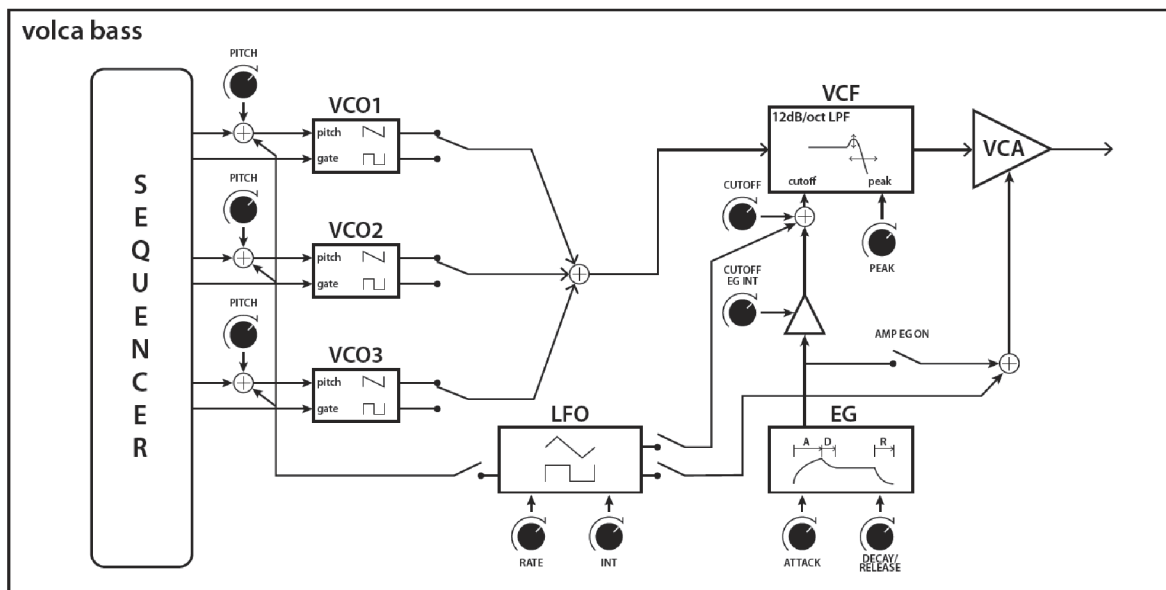 volca bass
SEQUENCER
PITCH
VCO1
pitch
gate
PITCH
VCO2
pitch
gate
PITCH
VCO3
pitch
gate
LFO
RATE
INT
VCF
12dB/oct LPF
cutoff peak
CUTOFF
PEAK
CUTOFF
EG INT
VCA
AMP EG ON
EG
A D R
ATTACK
DECAY/
RELEASE